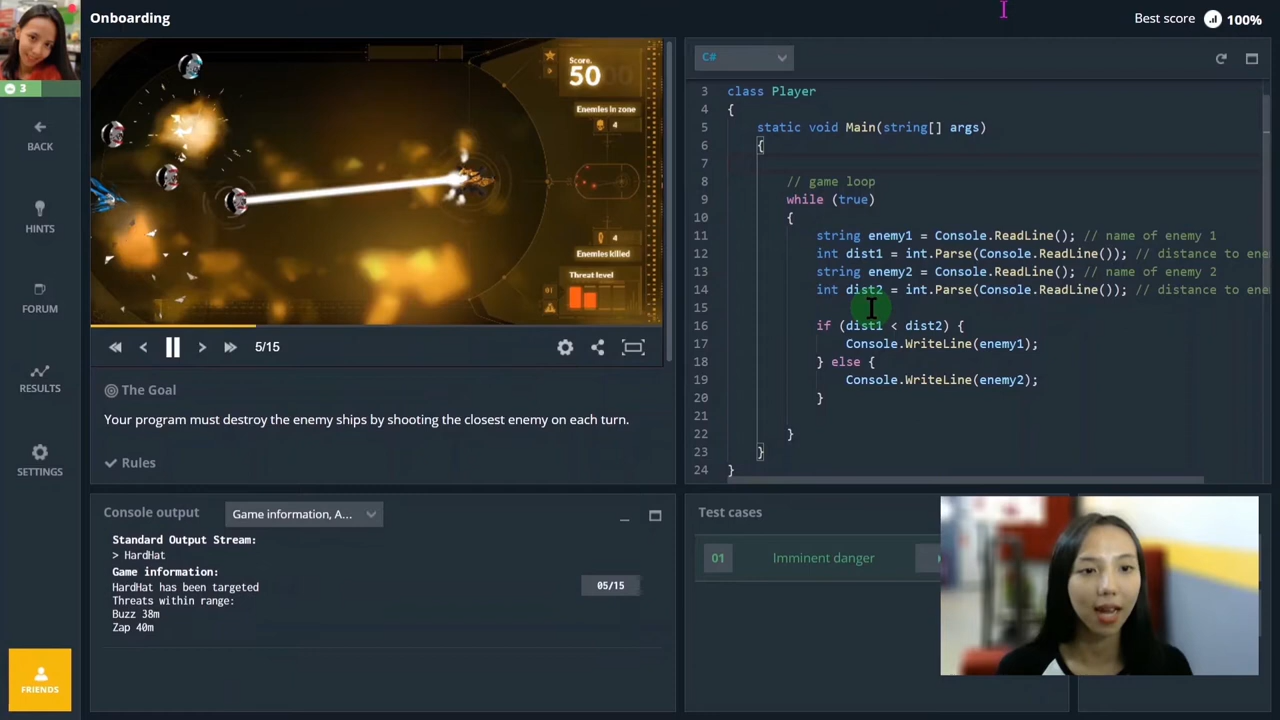 Onboarding
Best score 100%
3
BACK
HINTS
FORUM
RESULTS
SETTINGS
FRIENDS
Score
50
Enemies in zone
4
4
Enemies killed
Threat level
5/15
The Goal
Your program must destroy the enemy ships by shooting the closest enemy on each turn.
Rules
Console output
Game information, A...
Standard Output Stream:
> HardHat
Game information:
HardHat has been targeted
Threats within range:
Buzz 38m
Zap 40m
05/15
C#
3 class Player
4 {
5 static void Main(string[] args)
6 {
7
8 // game loop
9 while (true)
10 {
11 string enemy1 = Console.ReadLine(); // name of enemy 1
12 int dist1 = int.Parse(Console.ReadLine()); // distance to ene
13 string enemy2 = Console.ReadLine(); // name of enemy 2
14 int dist2 = int.Parse(Console.ReadLine()); // distance to ene
15
16 if (dist1 < dist2) {
17 Console.WriteLine(enemy1);
18 } else {
19 Console.WriteLine(enemy2);
20 }
21
22 }
23 }
24 }
Test cases
01 Imminent danger